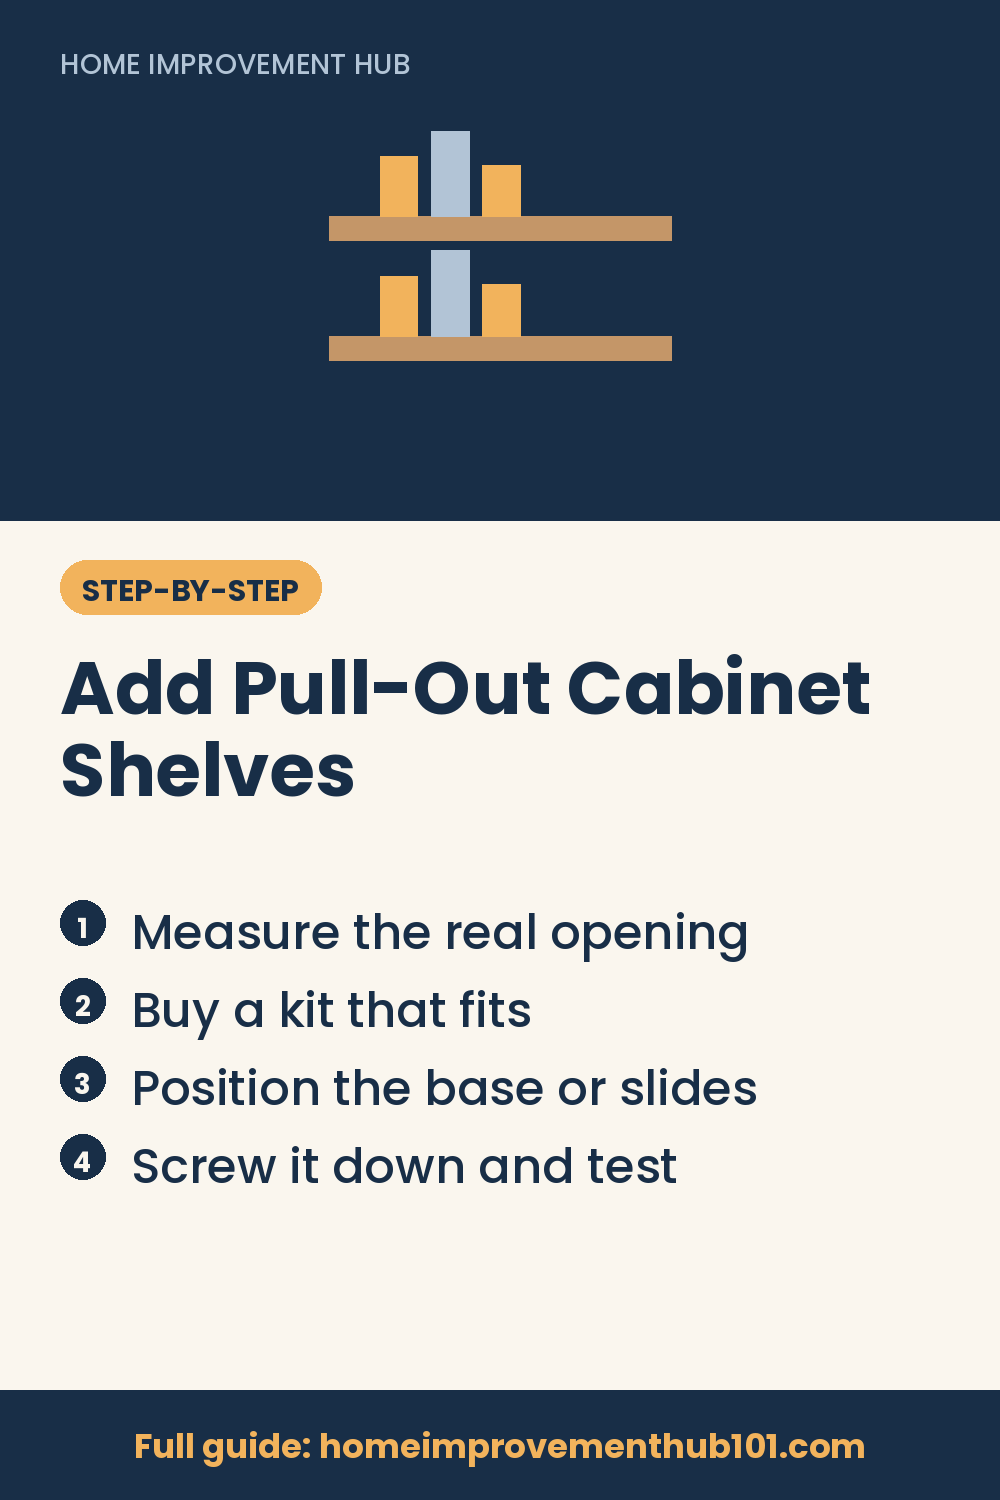 HOME IMPROVEMENT HUB
STEP-BY-STEP
Add Pull-Out Cabinet
Shelves
1 Measure the real opening
2 Buy a kit that fits
3 Position the base or slides
4 Screw it down and test
Full guide: homeimprovementhub101.com